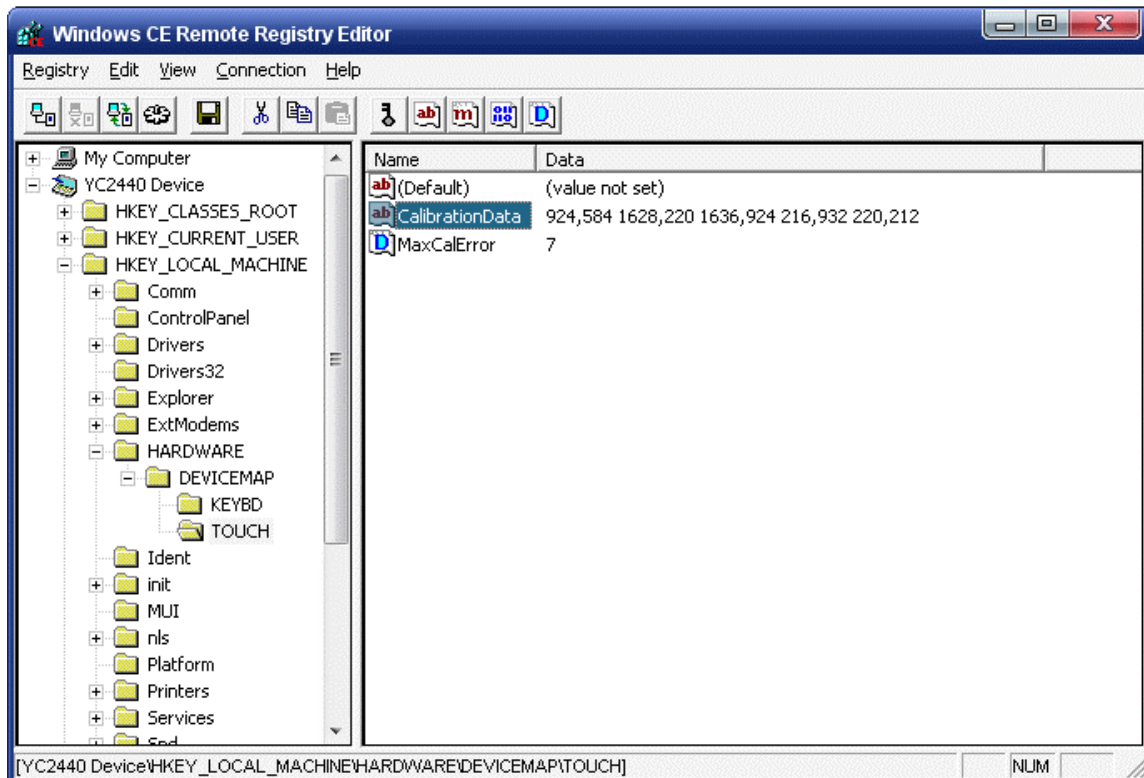 Windows CE Remote Registry Editor
Registry Edit View Connection Help
My Computer
YC2440 Device
HKEY_CLASSES_ROOT
HKEY_CURRENT_USER
HKEY_LOCAL_MACHINE
Comm
ControlPanel
Drivers
Drivers32
Explorer
ExtModems
HARDWARE
DEVICEMAP
KEYBD
TOUCH
Ident
init
MUI
nls
Platform
Printers
Services
Name Data
(Default) (value not set)
CalibrationData 924,584 1628,220 1636,924 216,932 220,212
MaxCalError 7
[YC2440 Device\HKEY_LOCAL_MACHINE\HARDWARE\DEVICEMAP\TOUCH] NUM